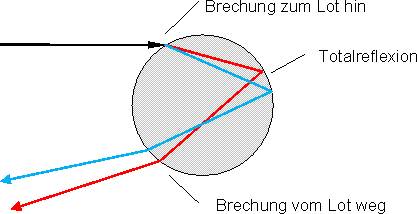 Brechung zum Lot hin
Totalreflexion
Brechung vom Lot weg